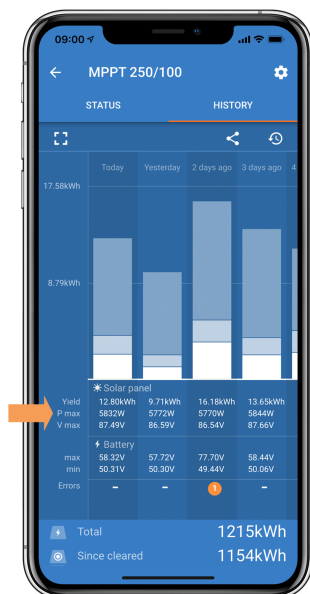 09:00
MPPT 250/100
STATUS HISTORY
Today Yesterday 2 days ago 3 days ago 4
17.58kWh
8.79kWh
Solar panel
Yield 12.80kWh 9.71kWh 16.18kWh 13.65kWh
P max 5832W 5772W 5770W 5844W
V max 87.49V 86.59V 86.54V 87.66V
Battery
max 58.32V 57.72V 77.70V 58.44V
min 50.31V 50.30V 49.44V 50.06V
Errors – – 1 –
Total 1215kWh
Since cleared 1154kWh